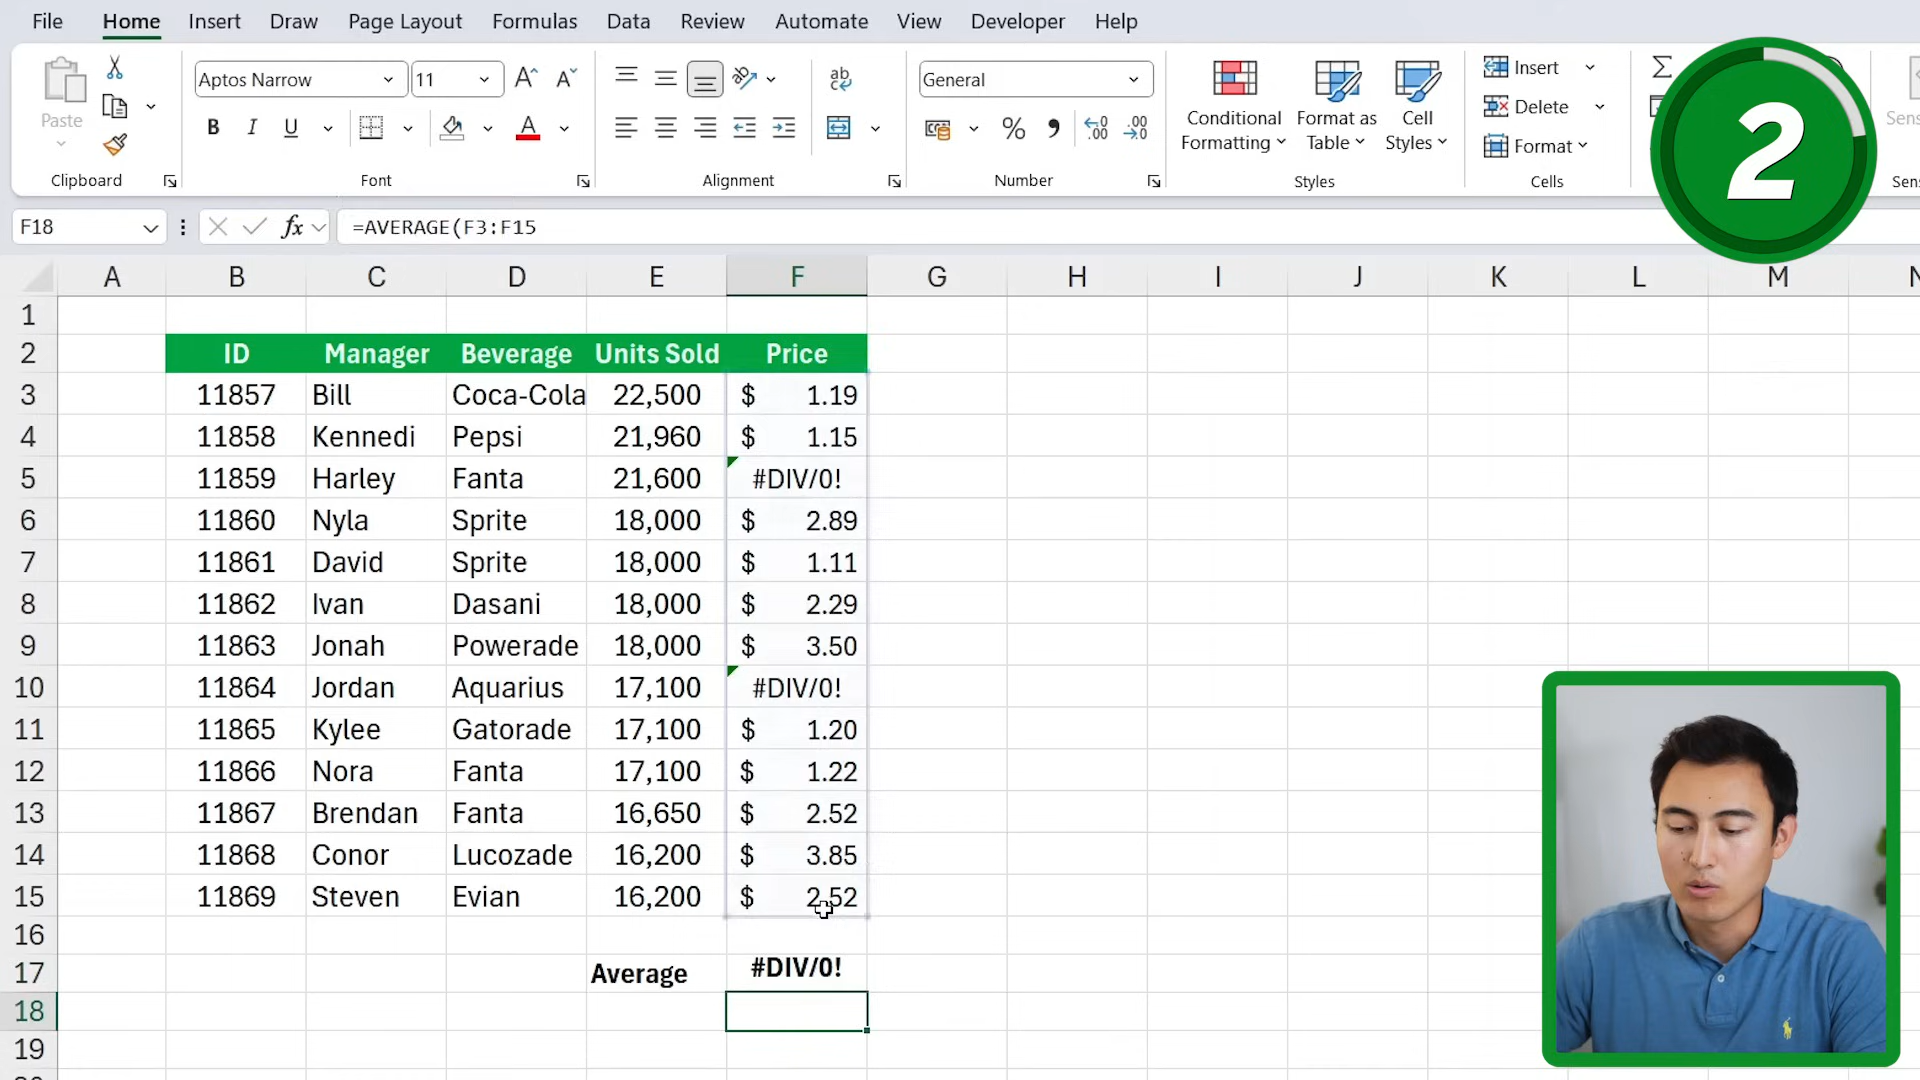 File Home Insert Draw Page Layout Formulas Data Review Automate View Developer Help
Paste
Clipboard
Aptos Narrow 11 A A
B I U A
Font
ab
Alignment
General
% 9 .00 .00
Number
Conditional Formatting
Format as Table
Cell Styles
Styles
Insert
Delete
Format
Cells
Σ
Sens
Sens
2
F18 fx =AVERAGE(F3:F15
A B C D E F G H I J K L M N
1
2 ID Manager Beverage Units Sold Price
3 11857 Bill Coca-Cola 22,500 $ 1.19
4 11858 Kennedi Pepsi 21,960 $ 1.15
5 11859 Harley Fanta 21,600 #DIV/0!
6 11860 Nyla Sprite 18,000 $ 2.89
7 11861 David Sprite 18,000 $ 1.11
8 11862 Ivan Dasani 18,000 $ 2.29
9 11863 Jonah Powerade 18,000 $ 3.50
10 11864 Jordan Aquarius 17,100 #DIV/0!
11 11865 Kylee Gatorade 17,100 $ 1.20
12 11866 Nora Fanta 17,100 $ 1.22
13 11867 Brendan Fanta 16,650 $ 2.52
14 11868 Conor Lucozade 16,200 $ 3.85
15 11869 Steven Evian 16,200 $ 2.52
16
17 Average #DIV/0!
18
19